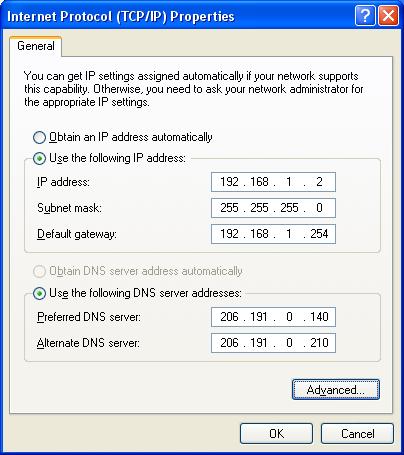 Internet Protocol (TCP/IP) Properties
General
You can get IP settings assigned automatically if your network supports
this capability. Otherwise, you need to ask your network administrator for
the appropriate IP settings.
Obtain an IP address automatically
Use the following IP address:
IP address: 192 . 168 . 1 . 2
Subnet mask: 255 . 255 . 255 . 0
Default gateway: 192 . 168 . 1 . 254
Obtain DNS server address automatically
Use the following DNS server addresses:
Preferred DNS server: 206 . 191 . 0 . 140
Alternate DNS server: 206 . 191 . 0 . 210
Advanced...
OK Cancel